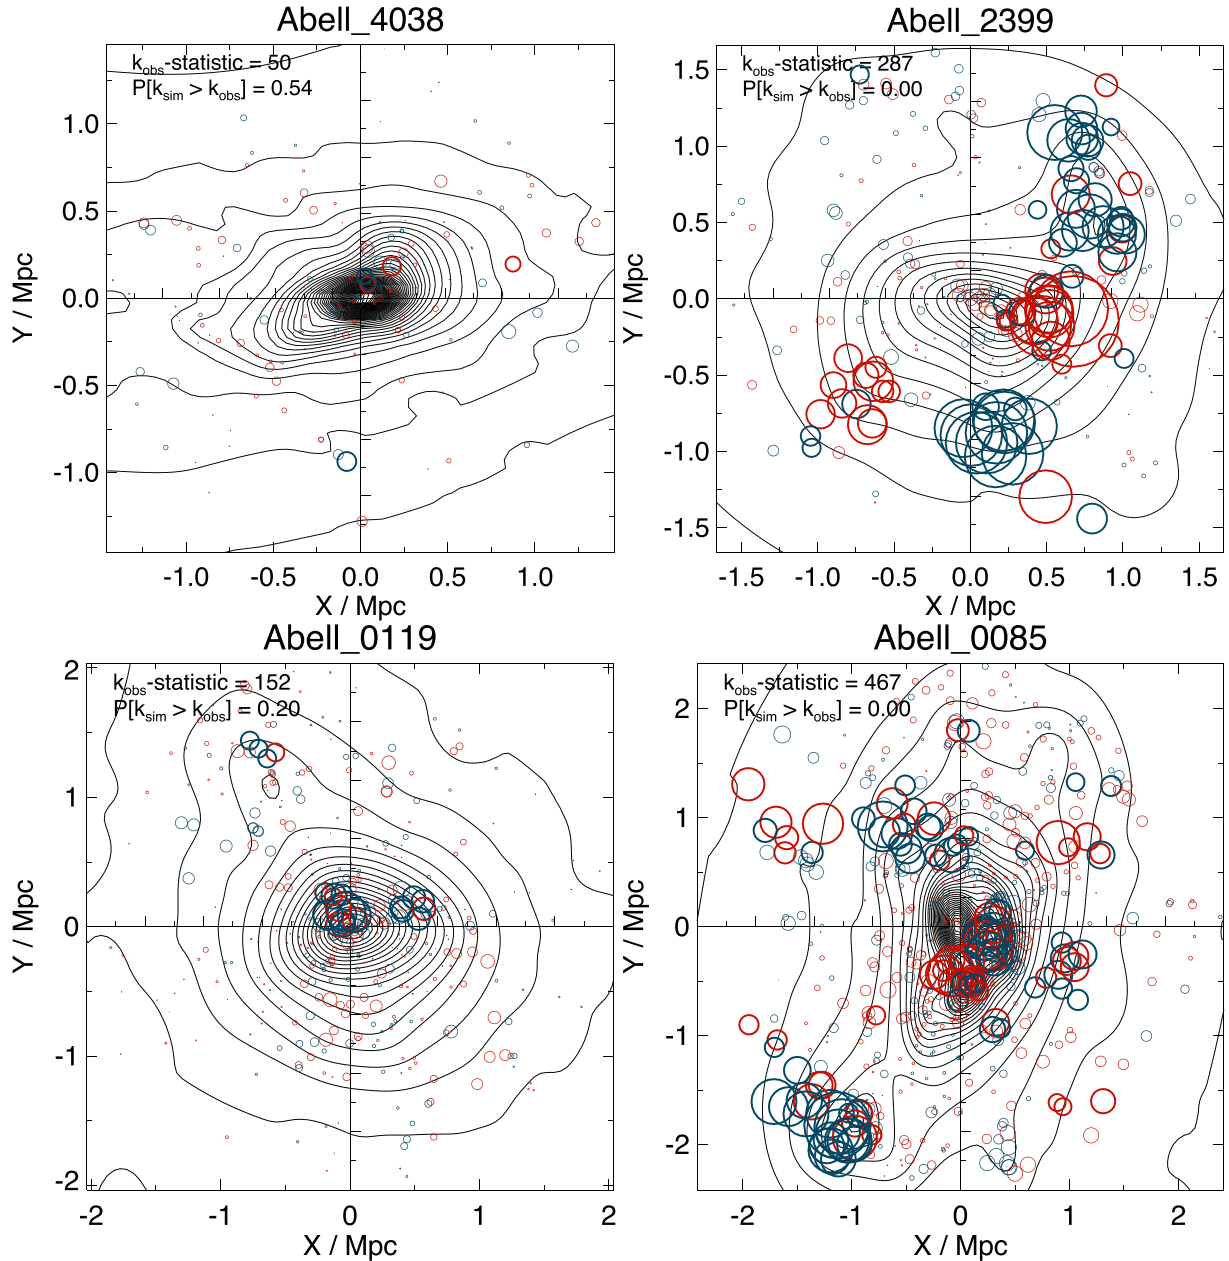 Abell_4038
k_obs-statistic = 50
P[k_sim > k_obs] = 0.54
1.0
0.5
0.0
-0.5
-1.0
Y / Mpc
-1.0 -0.5 0.0 0.5 1.0
X / Mpc
Abell_2399
k_obs-statistic = 287
P[k_sim > k_obs] = 0.00
1.5
1.0
0.5
0.0
-0.5
-1.0
-1.5
Y / Mpc
-1.5 -1.0 -0.5 0.0 0.5 1.0 1.5
X / Mpc
Abell_0119
k_obs-statistic = 152
P[k_sim > k_obs] = 0.20
2
1
0
-1
-2
Y / Mpc
-2 -1 0 1 2
X / Mpc
Abell_0085
k_obs-statistic = 467
P[k_sim > k_obs] = 0.00
2
1
0
-1
-2
Y / Mpc
-2 -1 0 1 2
X / Mpc